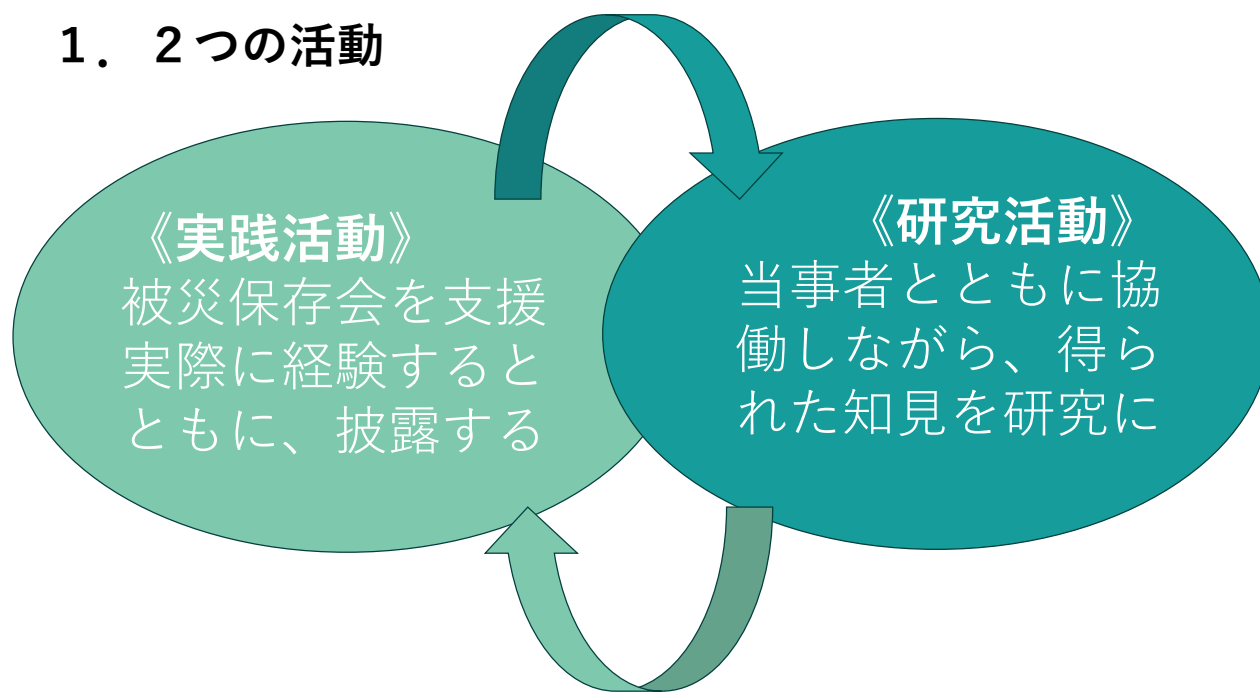 １．２つの活動
《実践活動》
被災保存会を支援
実際に経験すると
ともに、披露する
《研究活動》
当事者とともに協
働しながら、得ら
れた知見を研究に